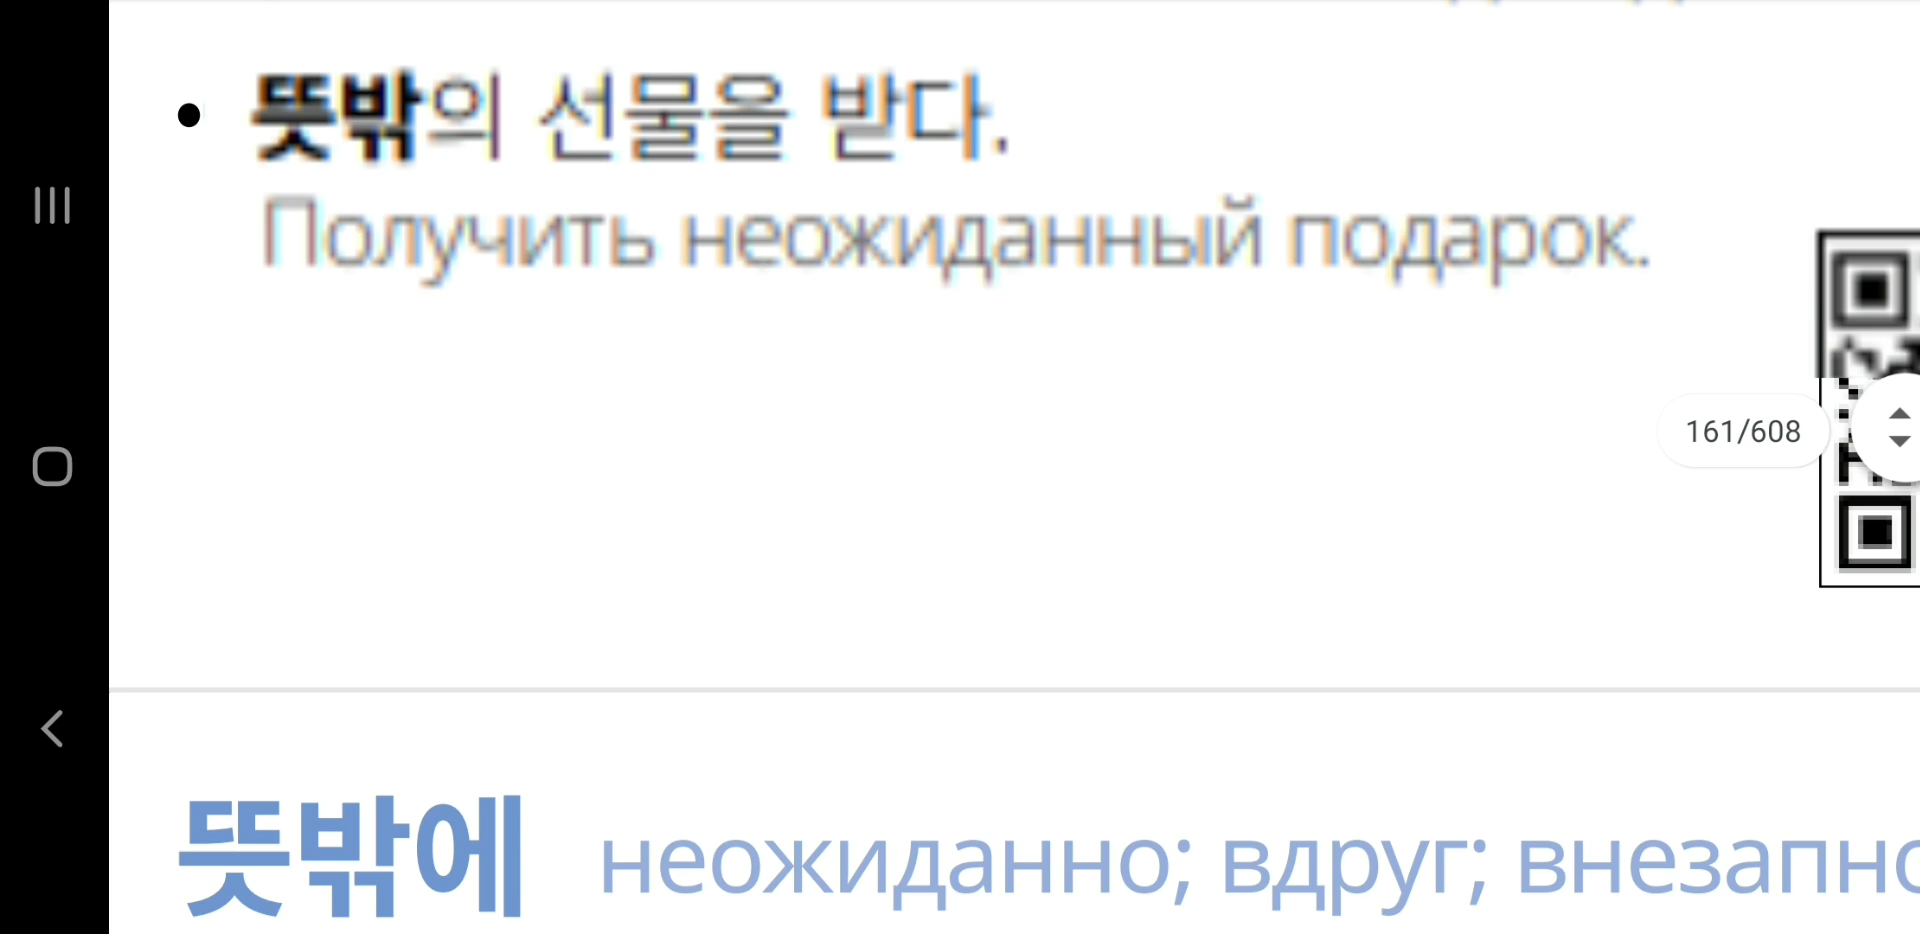 • 뜻밖의 선물을 받다.
Получить неожиданный подарок.
161/608
뜻밖에 неожиданно; вдруг; внезапно